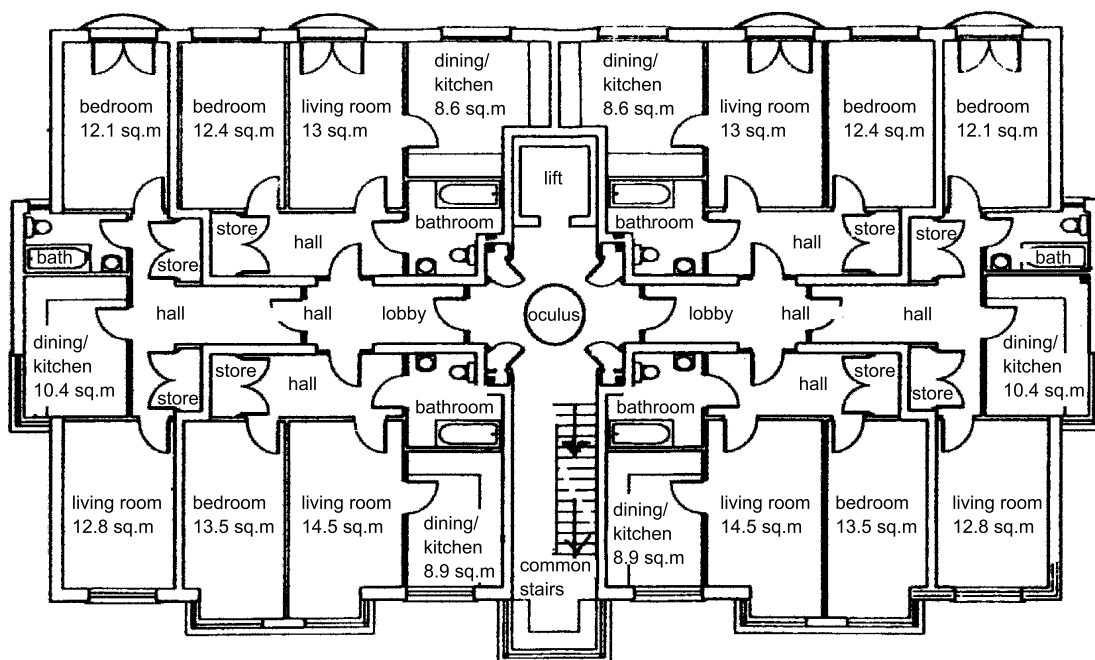 bedroom
12.1 sq.m
bedroom
12.4 sq.m
living room
13 sq.m
dining/
kitchen
8.6 sq.m
dining/
kitchen
8.6 sq.m
living room
13 sq.m
bedroom
12.4 sq.m
bedroom
12.1 sq.m
lift
bath
store
store
hall
bathroom
bathroom
hall
store
store
bath
hall
hall
lobby
oculus
lobby
hall
hall
dining/
kitchen
10.4 sq.m
store
store
hall
bathroom
bathroom
hall
store
store
dining/
kitchen
10.4 sq.m
living room
12.8 sq.m
bedroom
13.5 sq.m
living room
14.5 sq.m
dining/
kitchen
8.9 sq.m
common
stairs
dining/
kitchen
8.9 sq.m
living room
14.5 sq.m
bedroom
13.5 sq.m
living room
12.8 sq.m